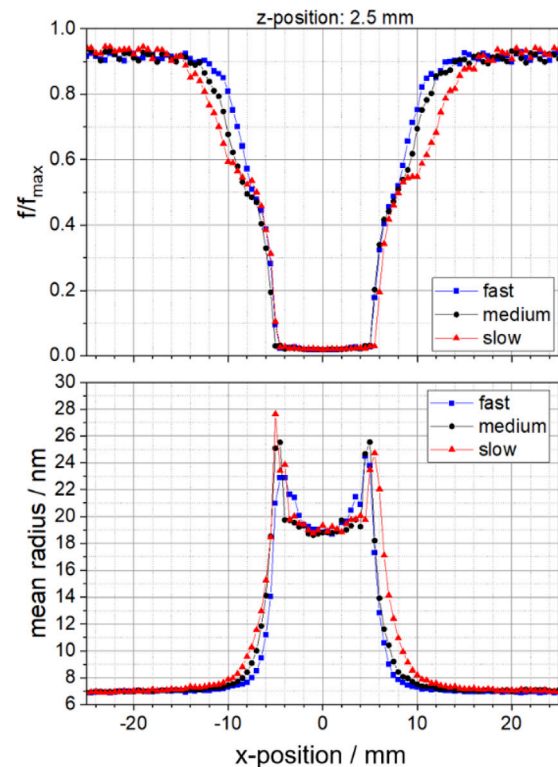 z-position: 2.5 mm
1.0
0.8
0.6
0.4
0.2
0.0
f/fmax
fast
medium
slow
30
28
26
24
22
20
18
16
14
12
10
8
6
mean radius / nm
fast
medium
slow
-20 -10 0 10 20
x-position / mm